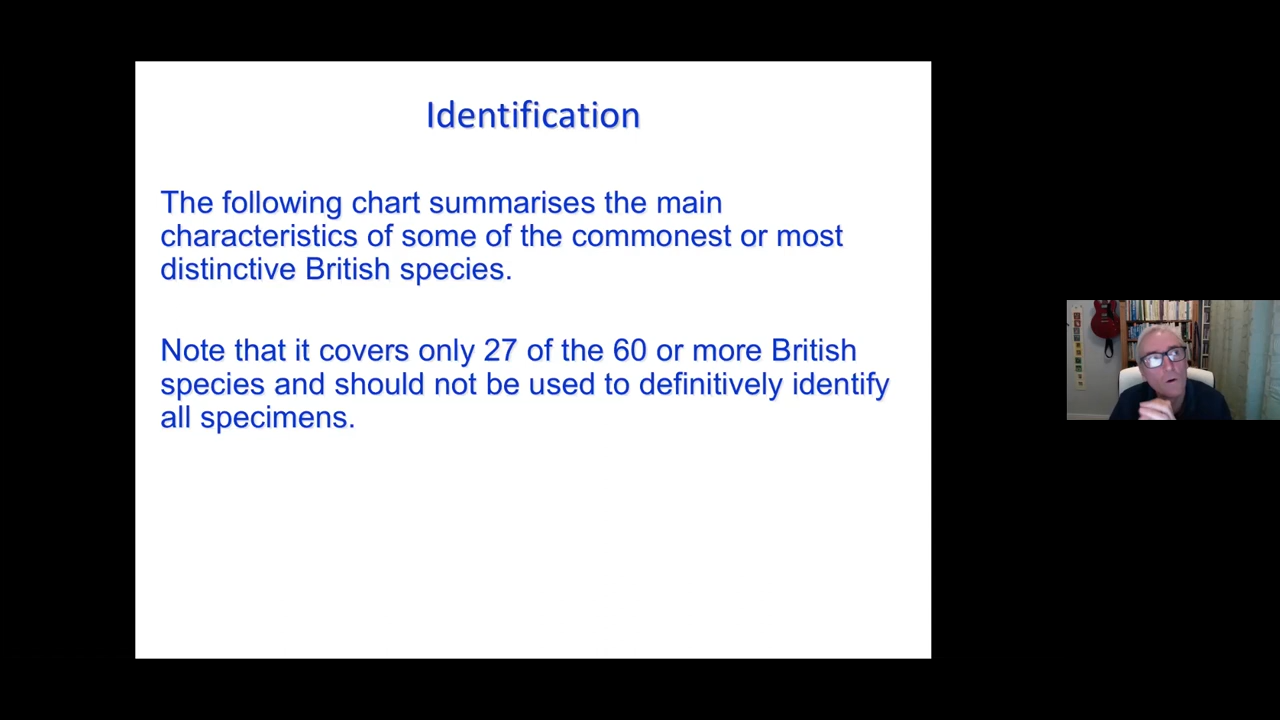 Identification
The following chart summarises the main
characteristics of some of the commonest or most
distinctive British species.
Note that it covers only 27 of the 60 or more British
species and should not be used to definitively identify
all specimens.